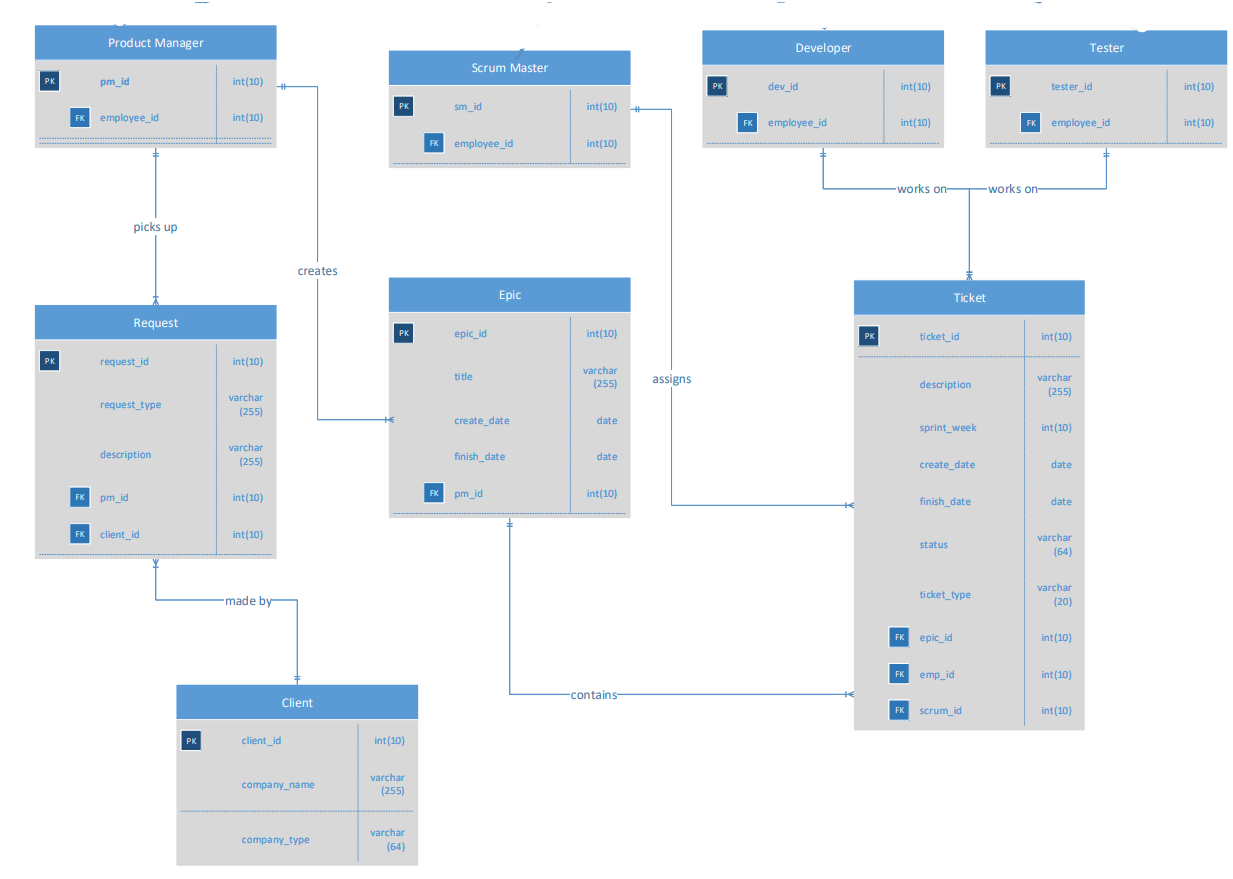 Product Manager
PK pm_id int(10)
FK employee_id int(10)
Scrum Master
PK sm_id int(10)
FK employee_id int(10)
Developer
PK dev_id int(10)
FK employee_id int(10)
Tester
PK tester_id int(10)
FK employee_id int(10)
works on
works on
picks up
creates
assigns
Request
PK request_id int(10)
request_type varchar
(255)
description varchar
(255)
FK pm_id int(10)
FK client_id int(10)
Epic
PK epic_id int(10)
title varchar
(255)
create_date date
finish_date date
FK pm_id int(10)
Ticket
PK ticket_id int(10)
description varchar
(255)
sprint_week int(10)
create_date date
finish_date date
status varchar
(64)
ticket_type varchar
(20)
FK epic_id int(10)
FK emp_id int(10)
FK scrum_id int(10)
made by
contains
Client
PK client_id int(10)
company_name varchar
(255)
company_type varchar
(64)